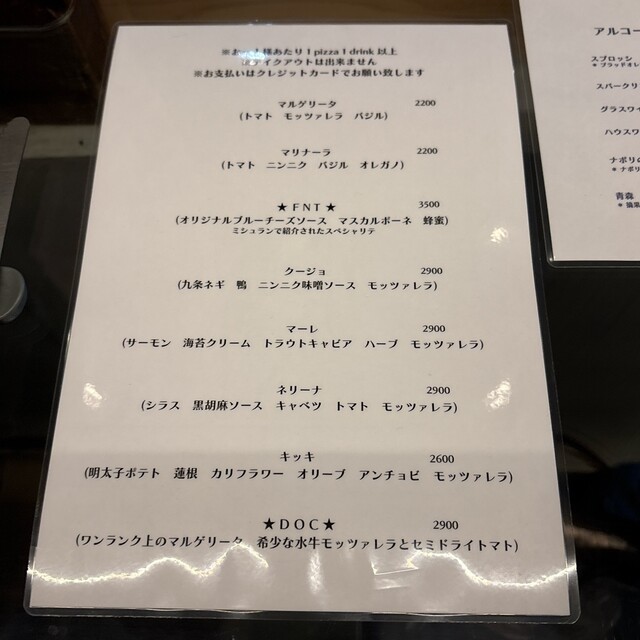 ※お一人様あたり1 pizza 1 drink 以上
テイクアウトは出来ません
※お支払いはクレジットカードでお願い致します
マルゲリータ 2200
(トマト モッツァレラ バジル)
マリナーラ 2200
(トマト ニンニク バジル オレガノ)
★FNT★ 3500
(オリジナルブルーチーズソース マスカルポーネ 蜂蜜)
ミシュランで紹介されたスペシャリテ
クージョ 2900
(九条ネギ 鴨 ニンニク味噌ソース モッツァレラ)
マーレ 2900
(サーモン 海苔クリーム トラウトキャビア ハーブ モッツァレラ)
ネリーナ 2900
(シラス 黒胡麻ソース キャベツ トマト モッツァレラ)
キッキ 2600
(明太子ポテト 蓮根 カリフラワー オリーブ アンチョビ モッツァレラ)
★DOC★ 2900
(ワンランク上のマルゲリータ 希少な水牛モッツァレラとセミドライトマト)
アルコー
スプロッシ
* ブラッドオレ
スパークリ
グラスワイ
ハウスワ
ナポリの
* ナポリ
青森